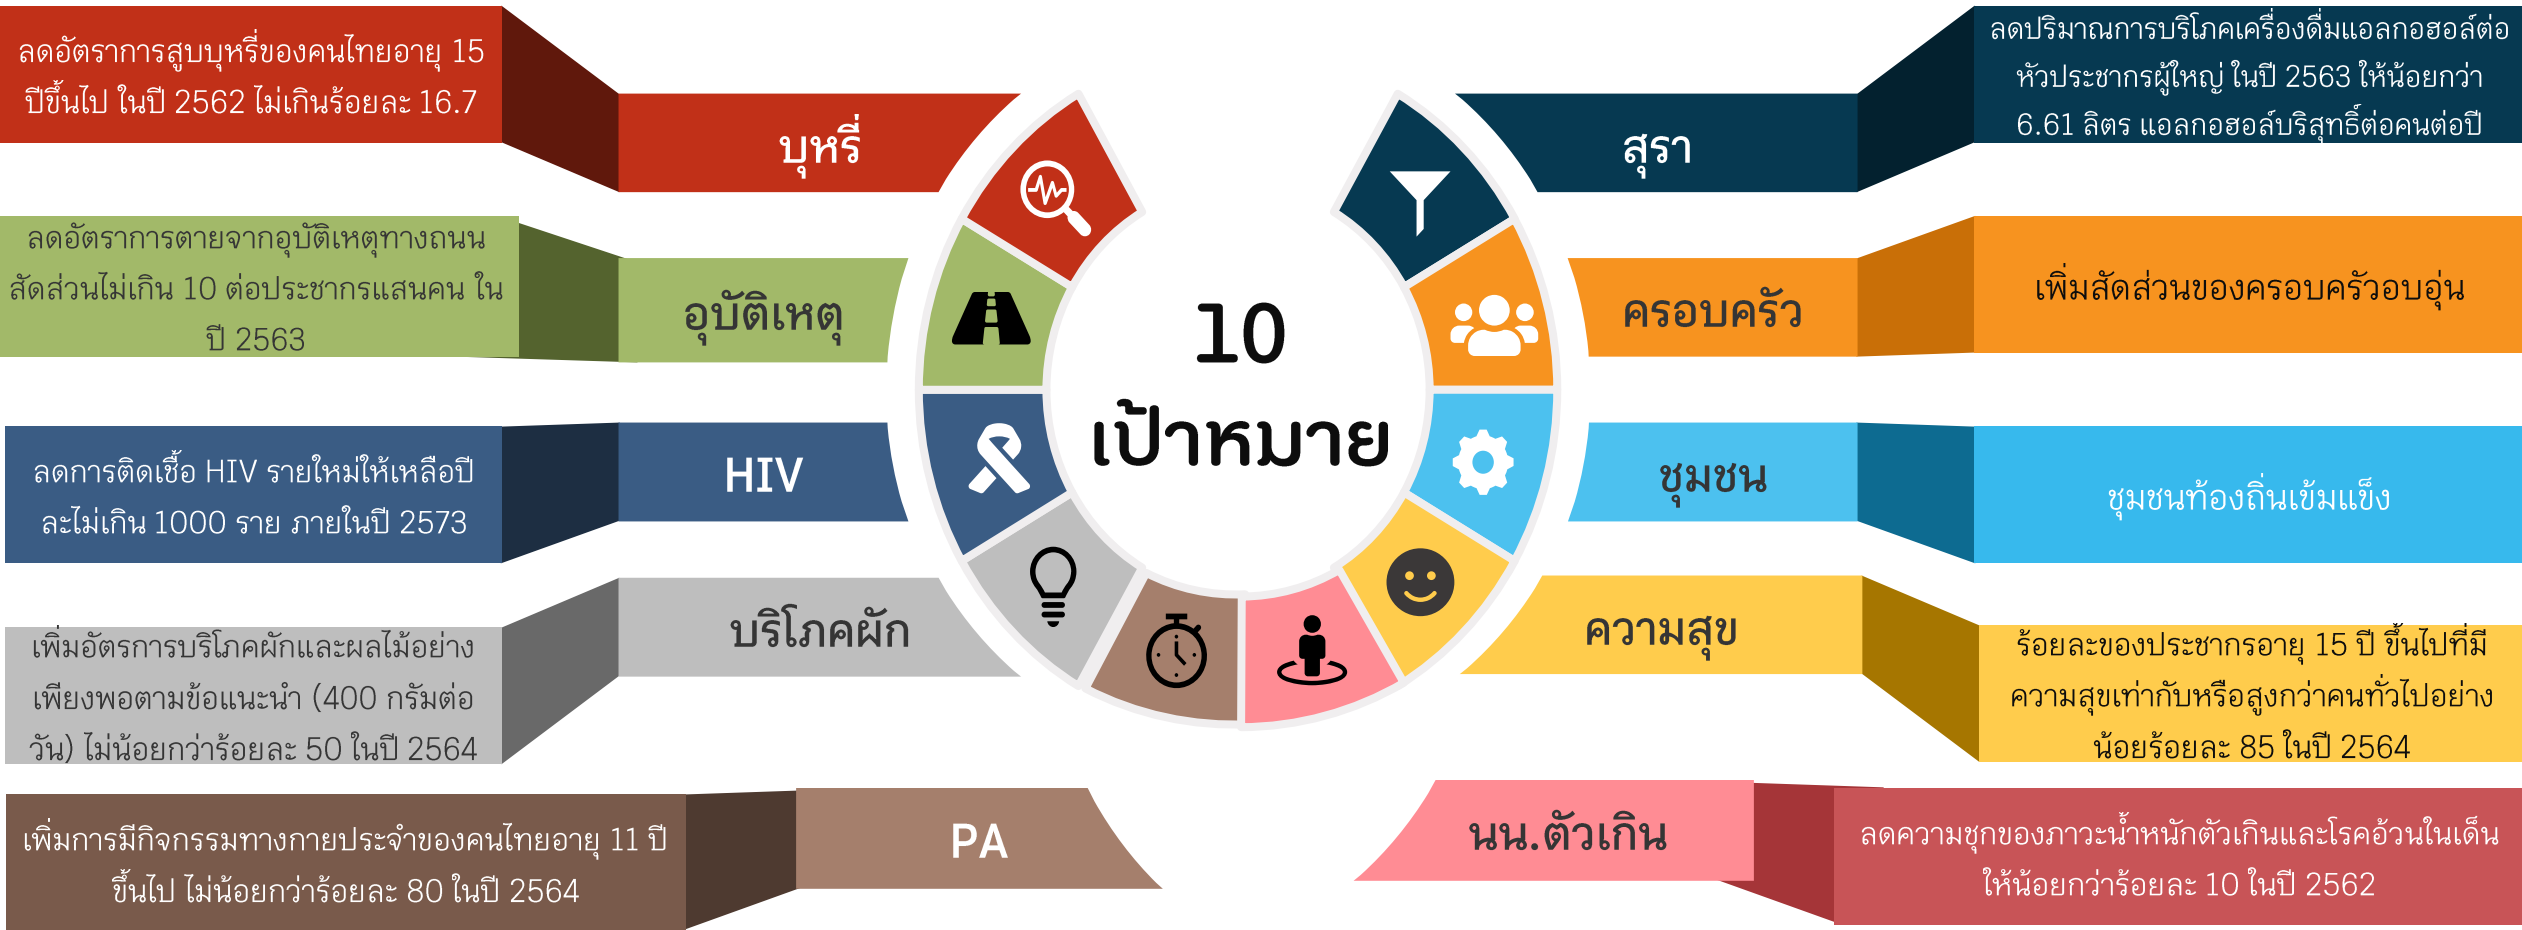 ลดอัตราการสูบบุหรี่ของคนไทยอายุ 15
ปีขึ้นไป ในปี 2562 ไม่เกินร้อยละ 16.7
บุหรี่
ลดอัตราการตายจากอุบัติเหตุทางถนน
สัดส่วนไม่เกิน 10 ต่อประชากรแสนคน ใน
ปี 2563
อุบัติเหตุ
ลดการติดเชื้อ HIV รายใหม่ให้เหลือปี
ละไม่เกิน 1000 ราย ภายในปี 2573
HIV
เพิ่มอัตรการบริโภคผักและผลไม้อย่าง
เพียงพอตามข้อแนะนำ (400 กรัมต่อ
วัน) ไม่น้อยกว่าร้อยละ 50 ในปี 2564
บริโภคผัก
เพิ่มการมีกิจกรรมทางกายประจำของคนไทยอายุ 11 ปี
ขึ้นไป ไม่น้อยกว่าร้อยละ 80 ในปี 2564
PA
10
เป้าหมาย
สุรา
ลดปริมาณการบริโภคเครื่องดื่มแอลกอฮอล์ต่อ
หัวประชากรผู้ใหญ่ ในปี 2563 ให้น้อยกว่า
6.61 ลิตร แอลกอฮอล์บริสุทธิ์ต่อคนต่อปี
ครอบครัว
เพิ่มสัดส่วนของครอบครัวอบอุ่น
ชุมชน
ชุมชนท้องถิ่นเข้มแข็ง
ความสุข
ร้อยละของประชากรอายุ 15 ปี ขึ้นไปที่มี
ความสุขเท่ากับหรือสูงกว่าคนทั่วไปอย่าง
น้อยร้อยละ 85 ในปี 2564
นน.ตัวเกิน
ลดความชุกของภาวะน้ำหนักตัวเกินและโรคอ้วนในเด็น
ให้น้อยกว่าร้อยละ 10 ในปี 2562